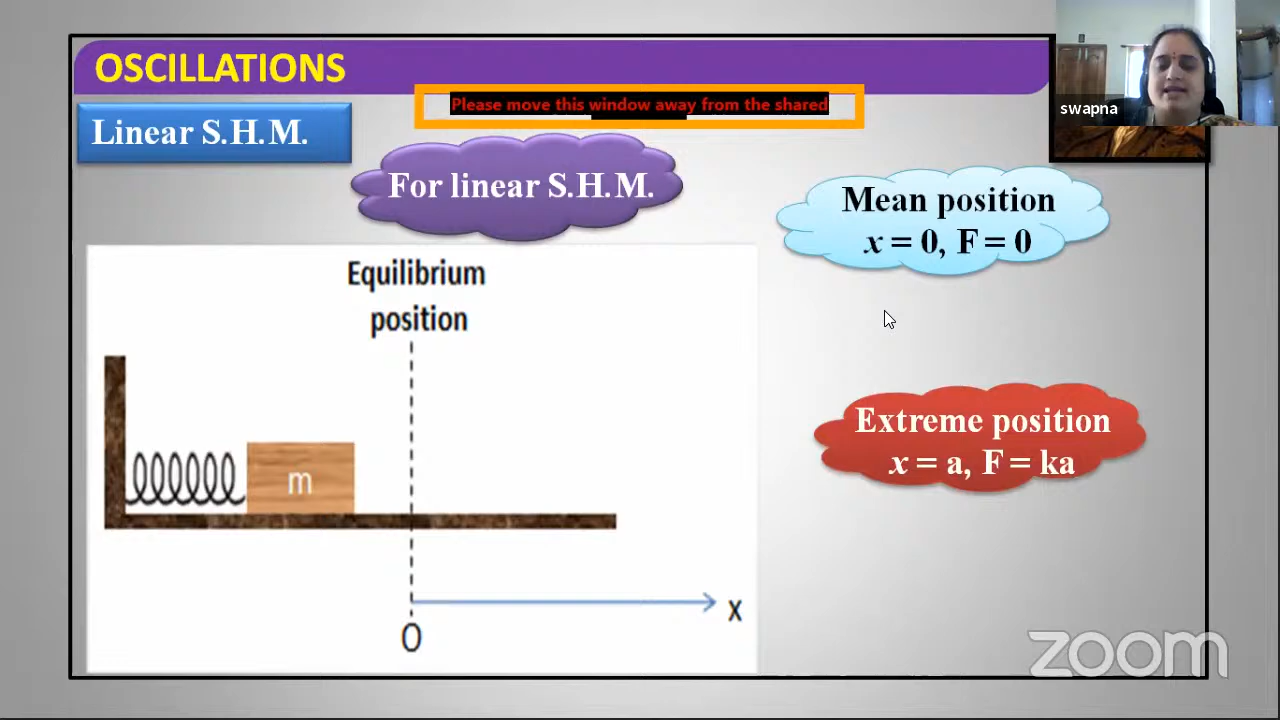 OSCILLATIONS
Please move this window away from the shared
swapna
Linear S.H.M.
For linear S.H.M.
Mean position
x = 0, F = 0
Equilibrium
position
m
Extreme position
x = a, F = ka
x
O
zoom